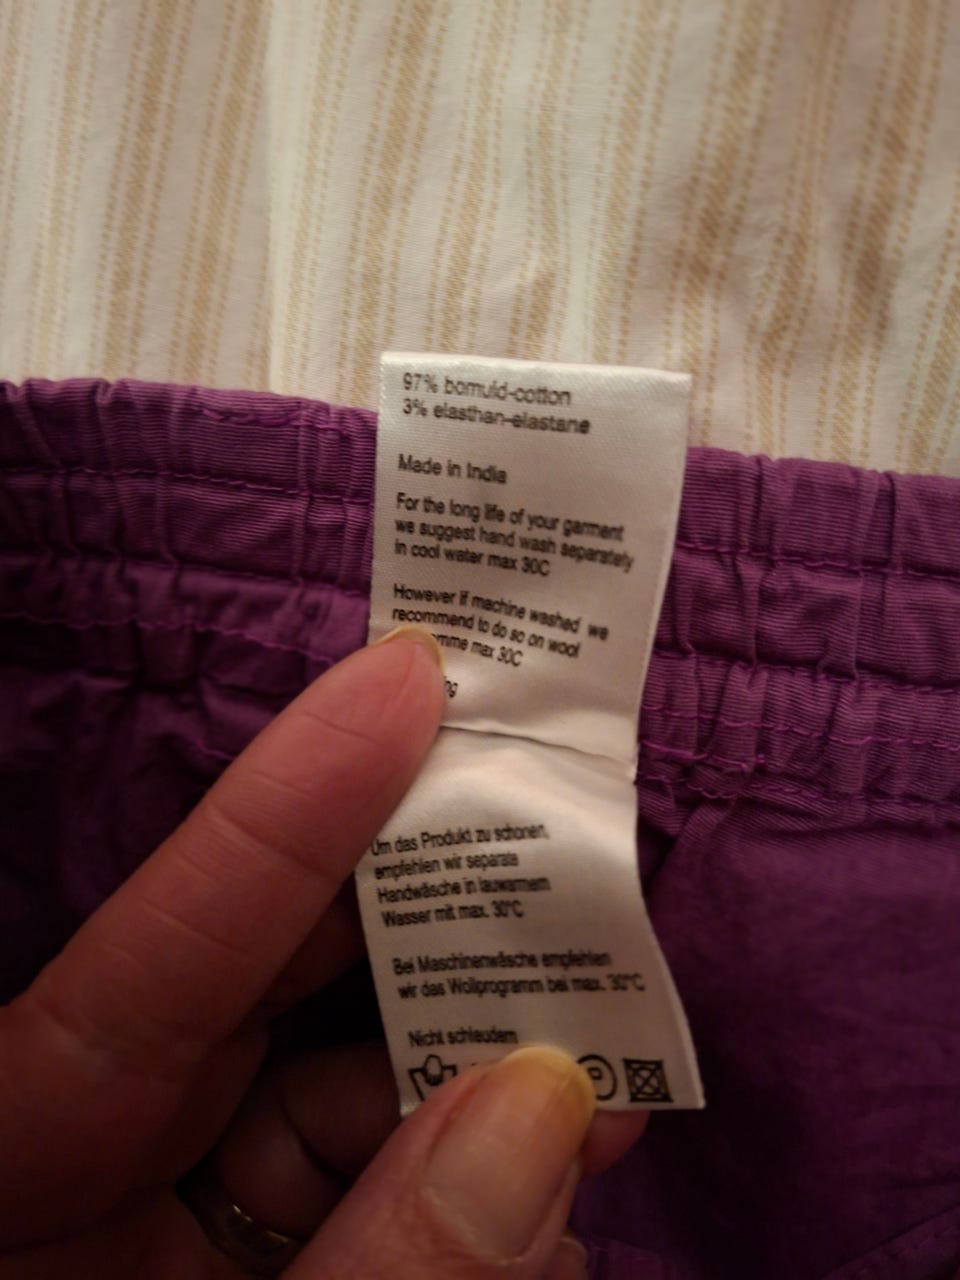 97% bomuld-cotton
3% elasthan-elastane
Made in India
For the long life of your garment
we suggest hand wash separately
in cool water max 30C
However if machine washed we
recommend to do so on wool
mme max 30C
ng
Um das Produkt zu schonen,
empfehlen wir separate
Handwäsche in lauwarmem
Wasser mit max. 30°C
Bei Maschinenwäsche empfehlen
wir das Wollprogramm bei max. 30°C
Nicht schleudern
P